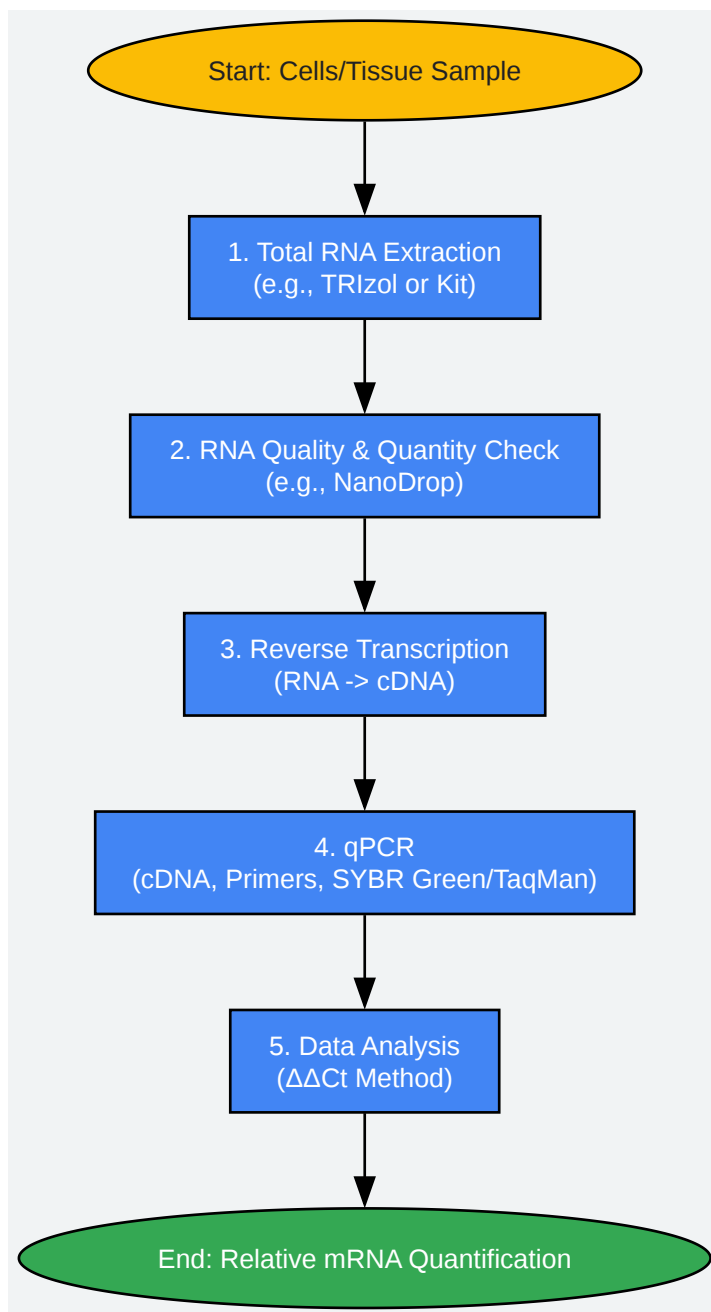 Start: Cells/Tissue Sample
1. Total RNA Extraction
(e.g., TRIzol or Kit)
2. RNA Quality & Quantity Check
(e.g., NanoDrop)
3. Reverse Transcription
(RNA -> cDNA)
4. qPCR
(cDNA, Primers, SYBR Green/TaqMan)
5. Data Analysis
(ΔΔCt Method)
End: Relative mRNA Quantification